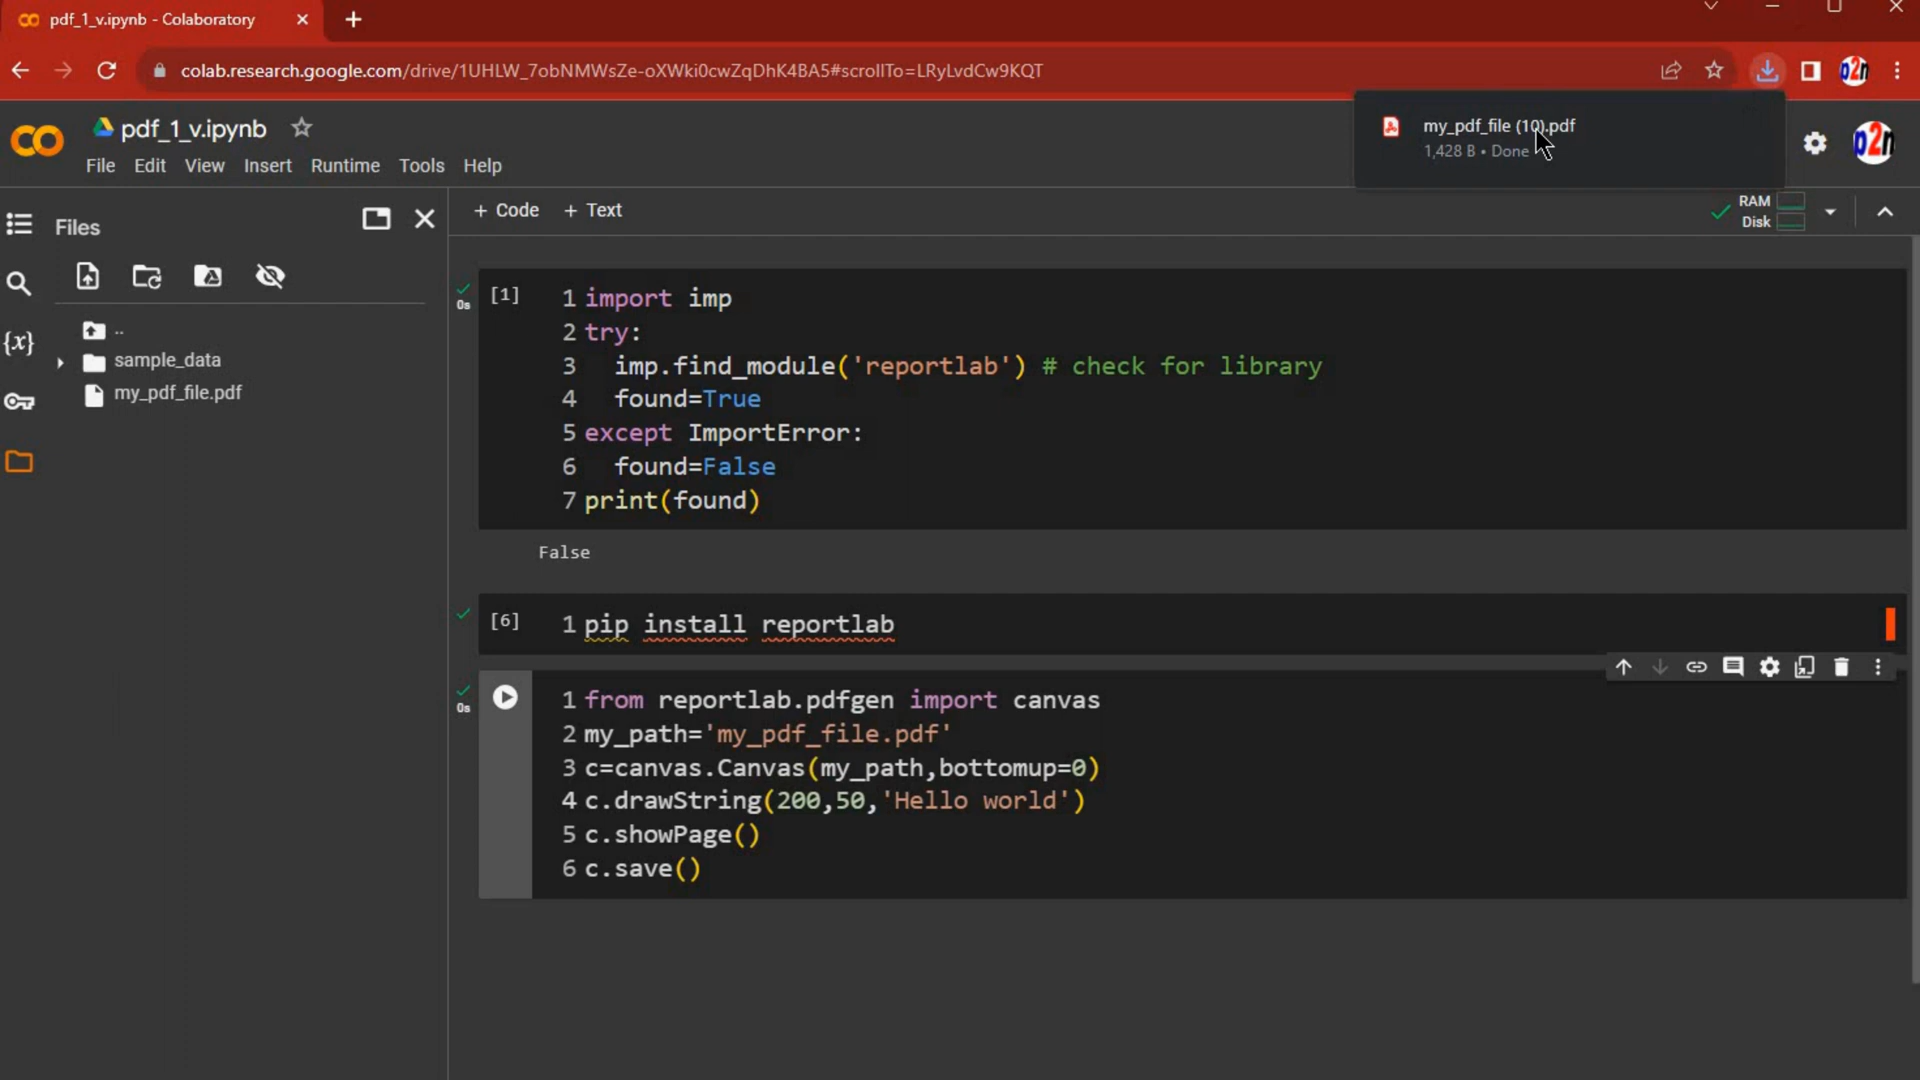 pdf_1_v.ipynb - Colaboratory
colab.research.google.com/drive/1UHLW_7obNMWsZe-oXWki0cwZqDhK4BA5#scrollTo=LRyLvdCw9KQT
p2n
my_pdf_file (10).pdf
1,428 B • Done
pdf_1_v.ipynb
p2n
File Edit View Insert Runtime Tools Help
+ Code + Text
RAM
Disk
Files
..
sample_data
my_pdf_file.pdf
{x}
0s
[1]
1 import imp
2 try:
3 imp.find_module('reportlab') # check for library
4 found=True
5 except ImportError:
6 found=False
7 print(found)
False
[6] 1 pip install reportlab
0s
1 from reportlab.pdfgen import canvas
2 my_path='my_pdf_file.pdf'
3 c=canvas.Canvas(my_path,bottomup=0)
4 c.drawString(200,50,'Hello world')
5 c.showPage()
6 c.save()